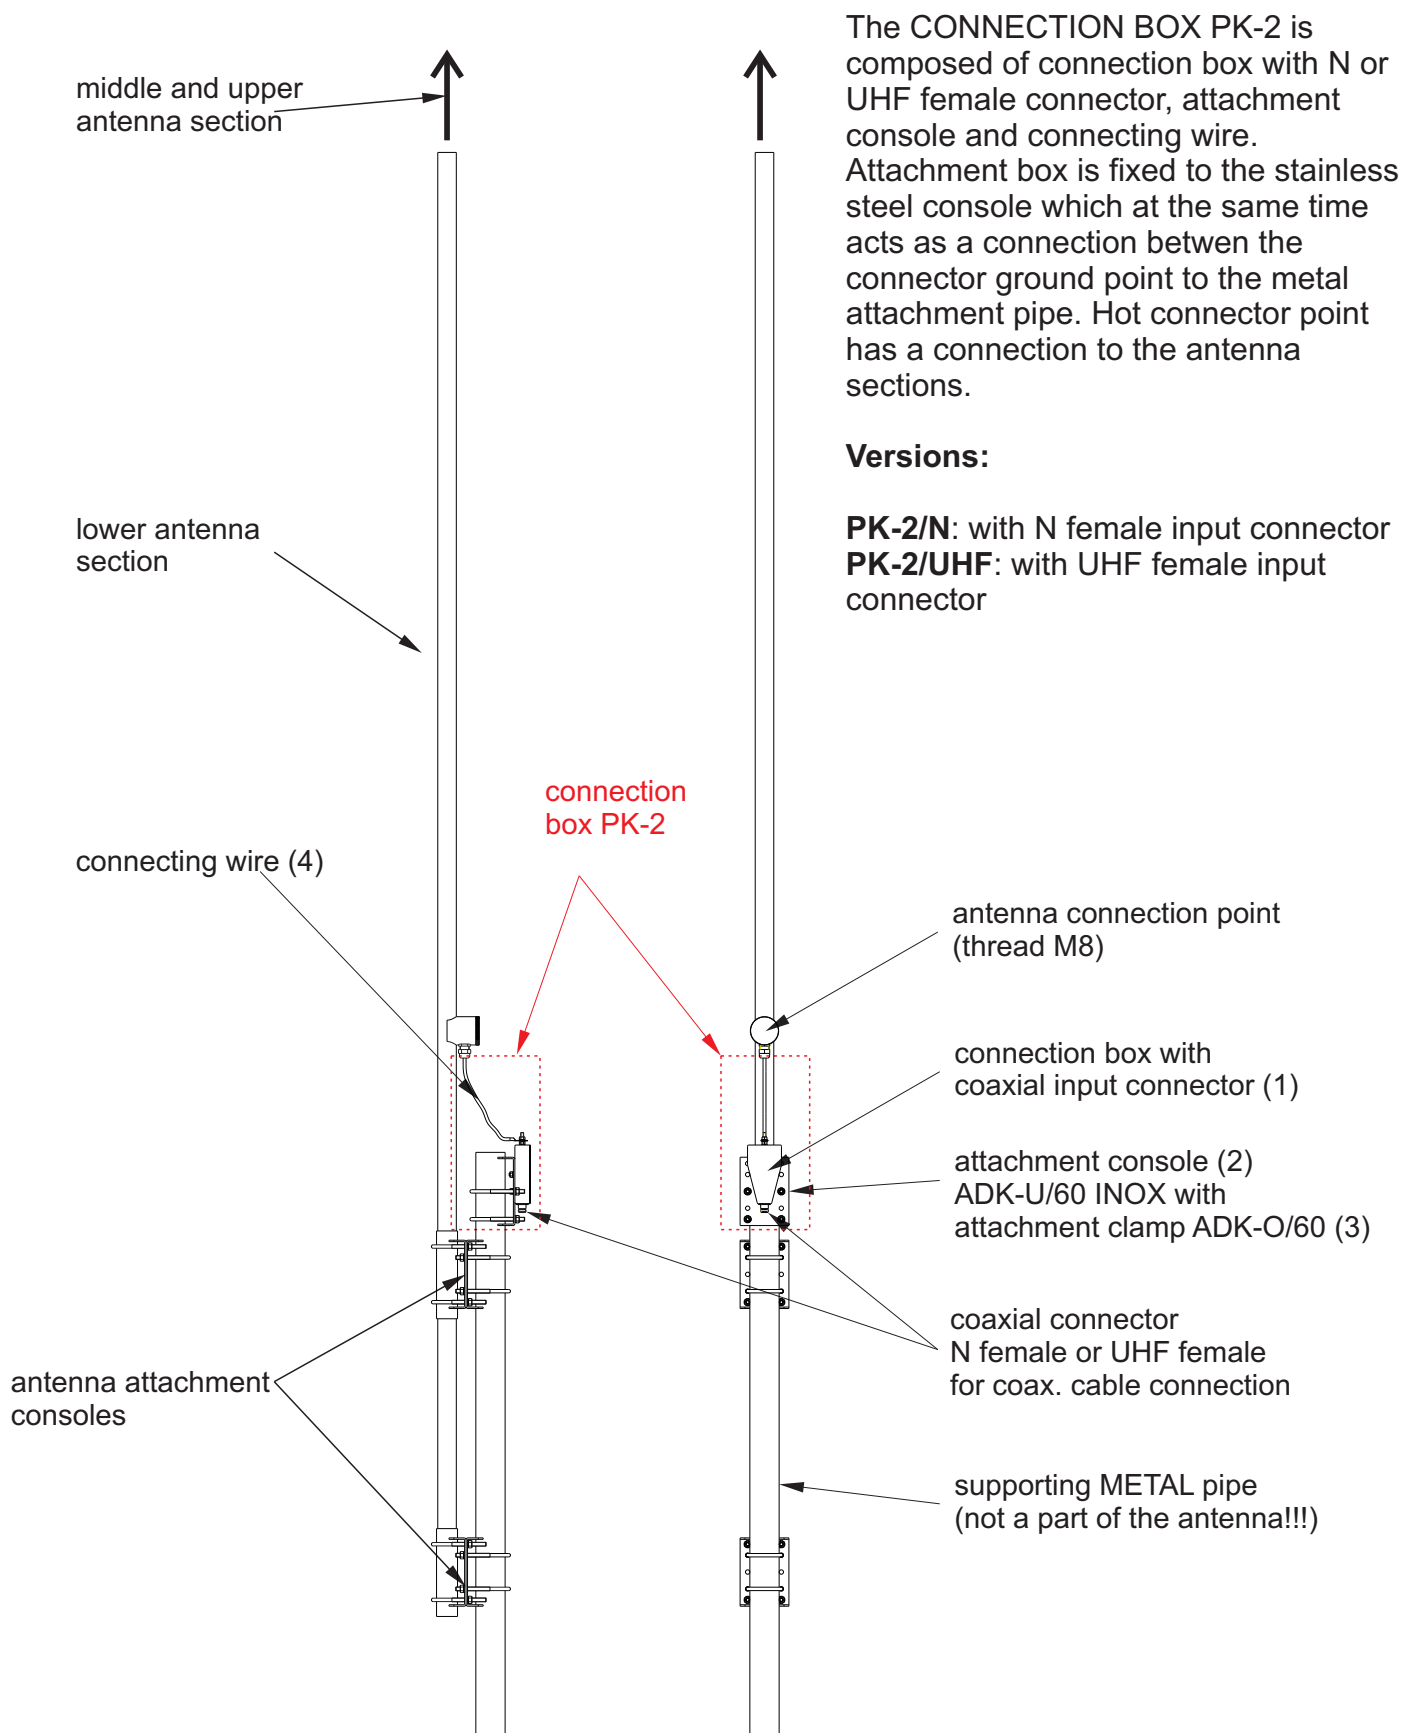 The CONNECTION BOX PK-2 is
composed of connection box with N or
UHF female connector, attachment
console and connecting wire.
Attachment box is fixed to the stainless
steel console which at the same time
acts as a connection betwen the
connector ground point to the metal
attachment pipe. Hot connector point
has a connection to the antenna
sections.
Versions:
PK-2/N: with N female input connector
PK-2/UHF: with UHF female input
connector
middle and upper
antenna section
lower antenna
section
connection
box PK-2
connecting wire (4)
antenna connection point
(thread M8)
connection box with
coaxial input connector (1)
attachment console (2)
ADK-U/60 INOX with
attachment clamp ADK-O/60 (3)
coaxial connector
N female or UHF female
for coax. cable connection
antenna attachment
consoles
supporting METAL pipe
(not a part of the antenna!!!)